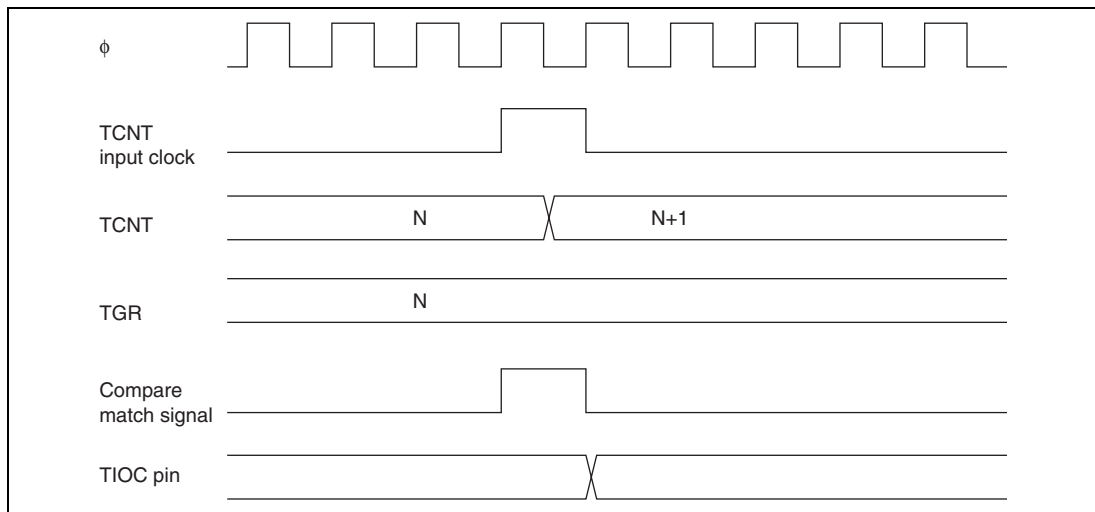 ϕ
TCNT
input clock
TCNT
N
N+1
TGR
N
Compare
match signal
TIOC pin